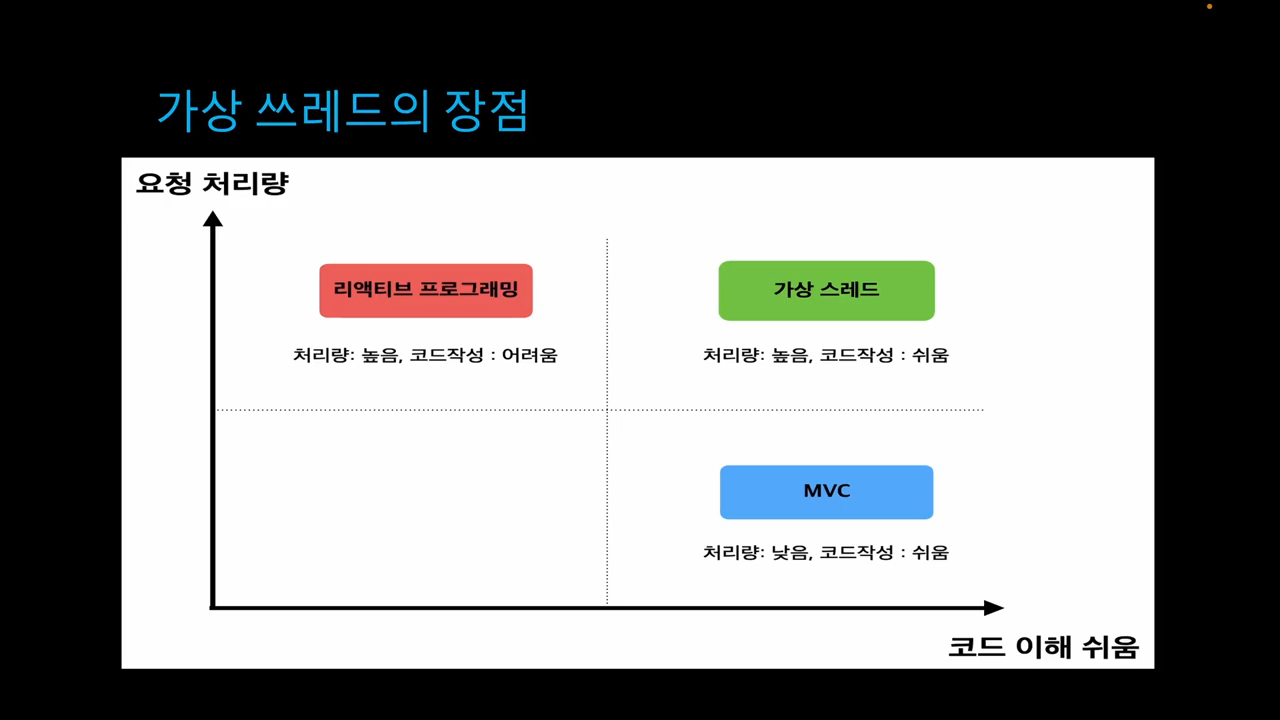 가상 쓰레드의 장점
요청 처리량
리액티브 프로그래밍
가상 스레드
처리량: 높음, 코드작성 : 어려움
처리량: 높음, 코드작성 : 쉬움
MVC
처리량: 낮음, 코드작성 : 쉬움
코드 이해 쉬움